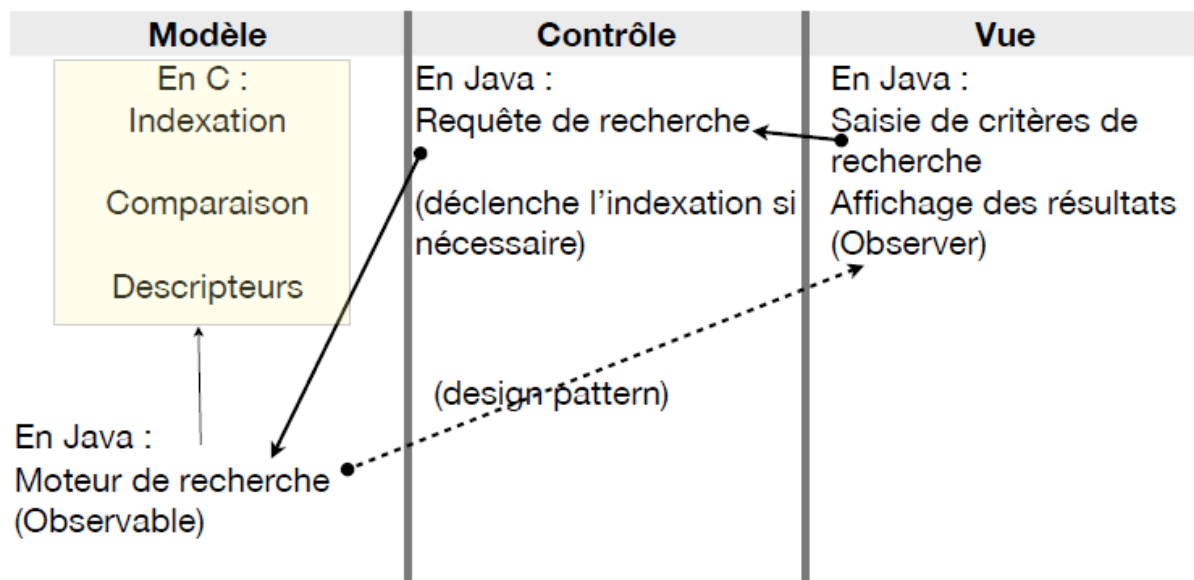 Modèle
En C :
Indexation
Comparaison
Descripteurs
En Java :
Moteur de recherche
(Observable)
Contrôle
En Java :
Requête de recherche
(déclenche l'indexation si
nécessaire)
(design pattern)
Vue
En Java :
Saisie de critères de
recherche
Affichage des résultats
(Observer)